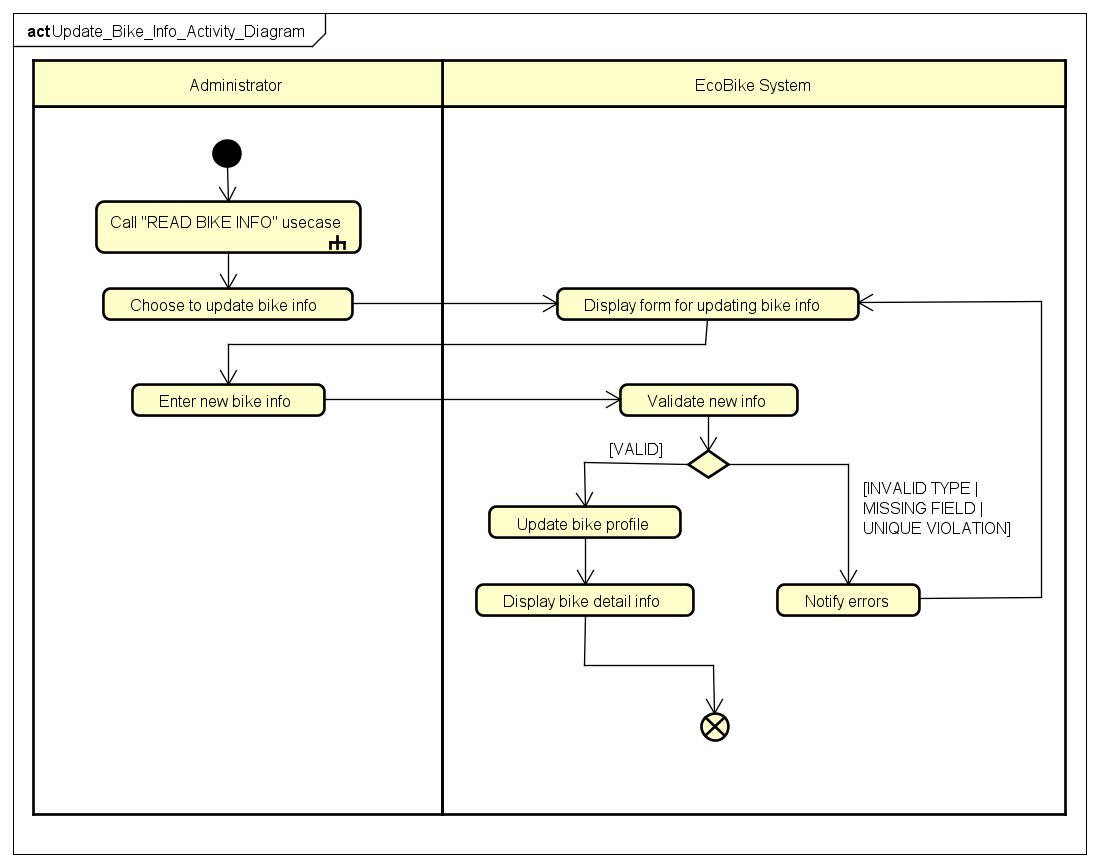 act Update_Bike_Info_Activity_Diagram
Administrator
EcoBike System
Call "READ BIKE INFO" usecase
Choose to update bike info
Display form for updating bike info
Enter new bike info
Validate new info
[VALID]
[INVALID TYPE |
MISSING FIELD |
UNIQUE VIOLATION]
Update bike profile
Display bike detail info
Notify errors